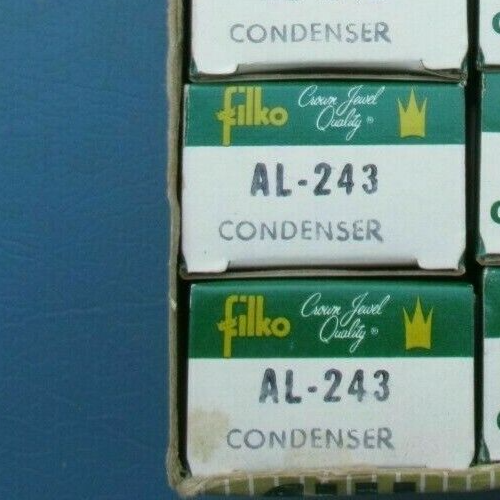 CONDENSER
filko Crown Jewel
Quality ®
AL-243
CONDENSER
filko Crown Jewel
Quality ®
AL-243
CONDENSER